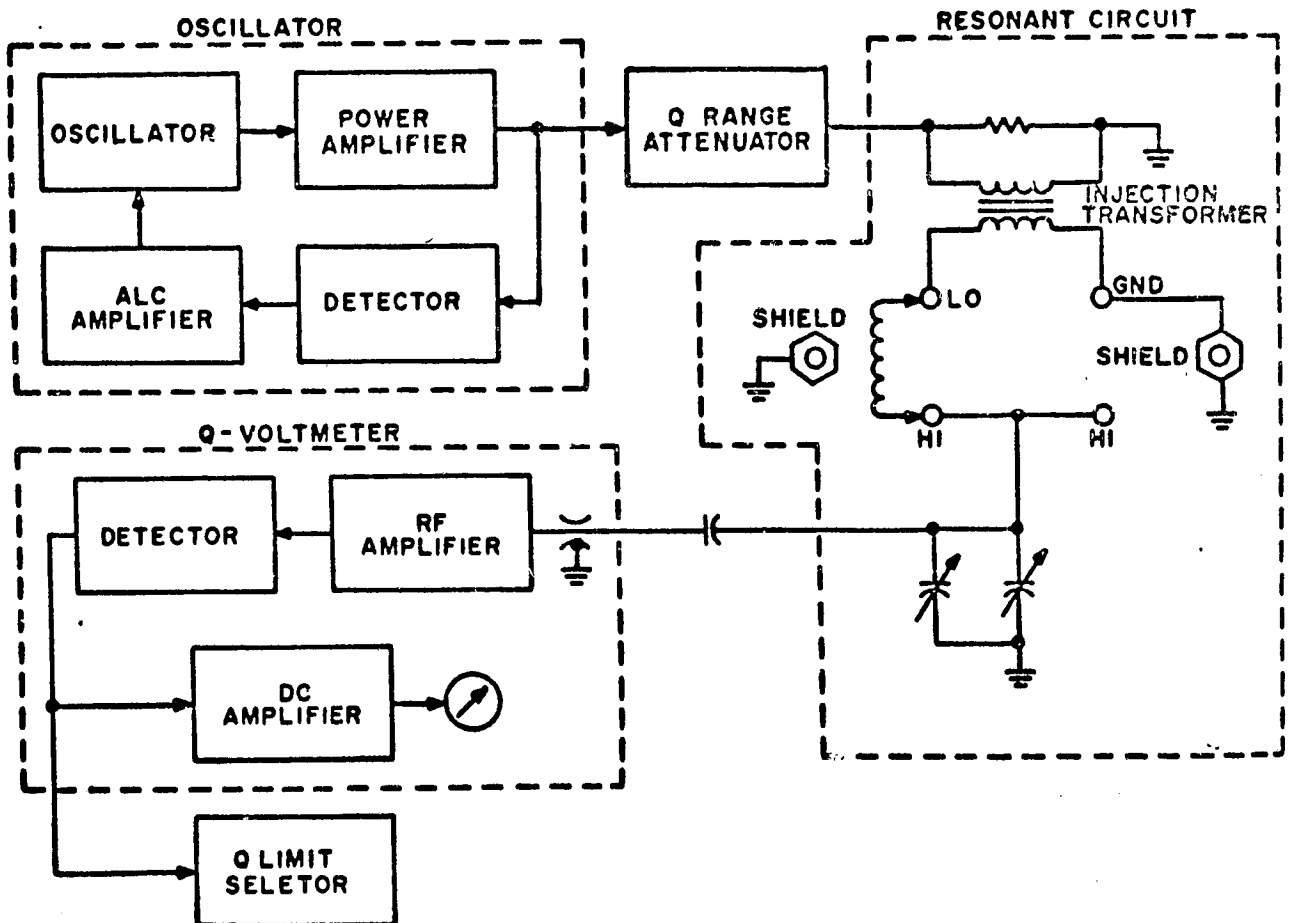 OSCILLATOR
RESONANT CIRCUIT
OSCILLATOR
POWER
AMPLIFIER
Q RANGE
ATTENUATOR
INJECTION
TRANSFORMER
ALC
AMPLIFIER
DETECTOR
LO
GND
SHIELD
SHIELD
HI
HI
Q-VOLTMETER
DETECTOR
RF
AMPLIFIER
DC
AMPLIFIER
Q LIMIT
SELETOR